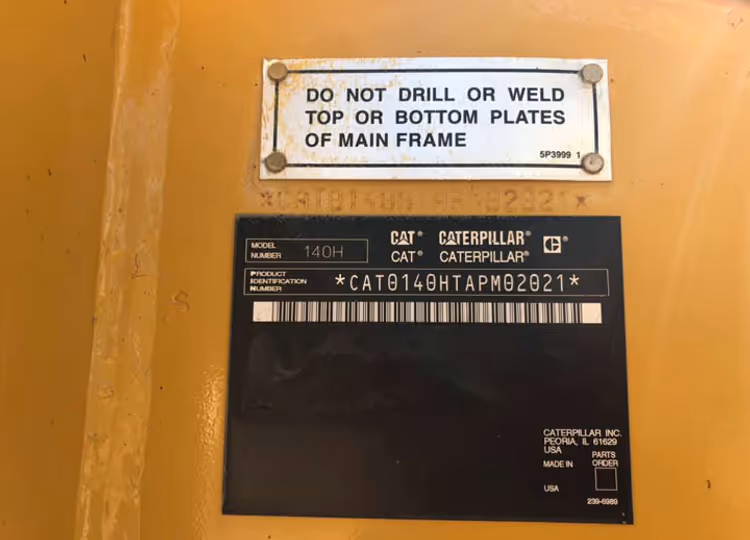 DO NOT DRILL OR WELD
TOP OR BOTTOM PLATES
OF MAIN FRAME
5P3999 1
MODEL
NUMBER
140H
CAT® CATERPILLAR® ®
CAT® CATERPILLAR®
PRODUCT
IDENTIFICATION
NUMBER
*CAT0140HTAPM02021*
CATERPILLAR INC.
PEORIA, IL 61629
USA
MADE IN
PARTS
ORDER
USA
239-6989